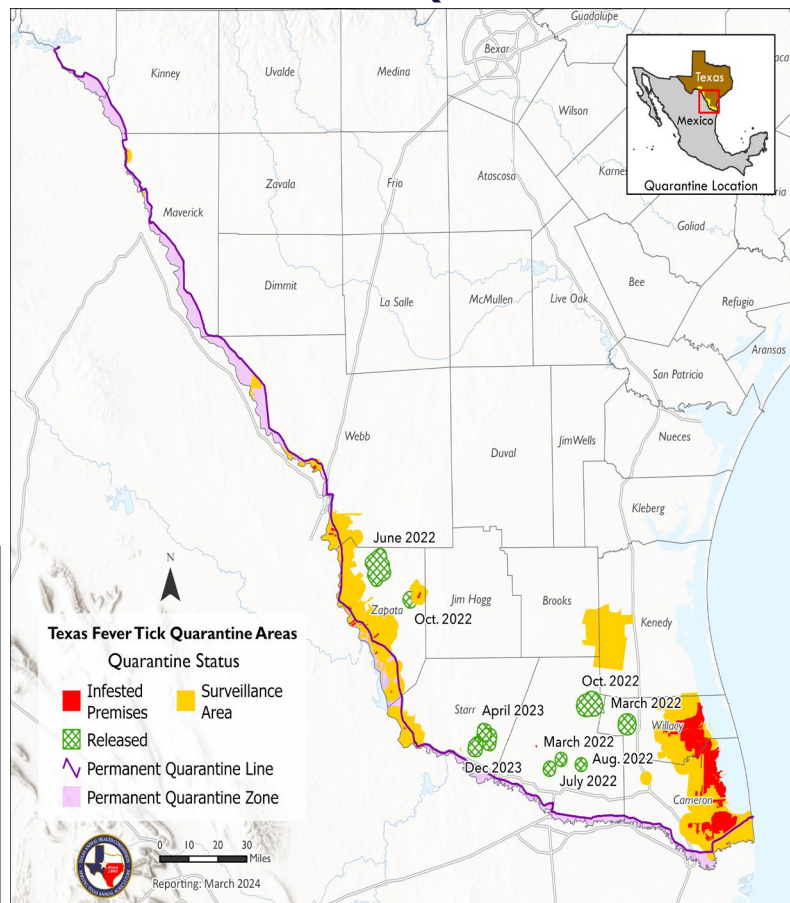 Guadalupe
Bexar
Kinney
Uvalde
Medina
Wilson
Texas
Mexico
Quarantine Location
Zavala
Frio
Atascosa
Karnes
Maverick
Goliad
Dimmit
La Salle
McMullen
Live Oak
Bee
Refugio
Aransas
San Patricio
Webb
Duval
JimWells
Nueces
Kleberg
June 2022
N
Zapata
Oct. 2022
Jim Hogg
Brooks
Kenedy
Texas Fever Tick Quarantine Areas
Quarantine Status
Infested
Premises
Surveillance
Area
Released
Permanent Quarantine Line
Permanent Quarantine Zone
Oct. 2022
March 2022
Willacy
Starr
April 2023
March 2022
Aug. 2022
Dec 2023
July 2022
Cameron
0 10 20 30
Miles
Reporting: March 2024